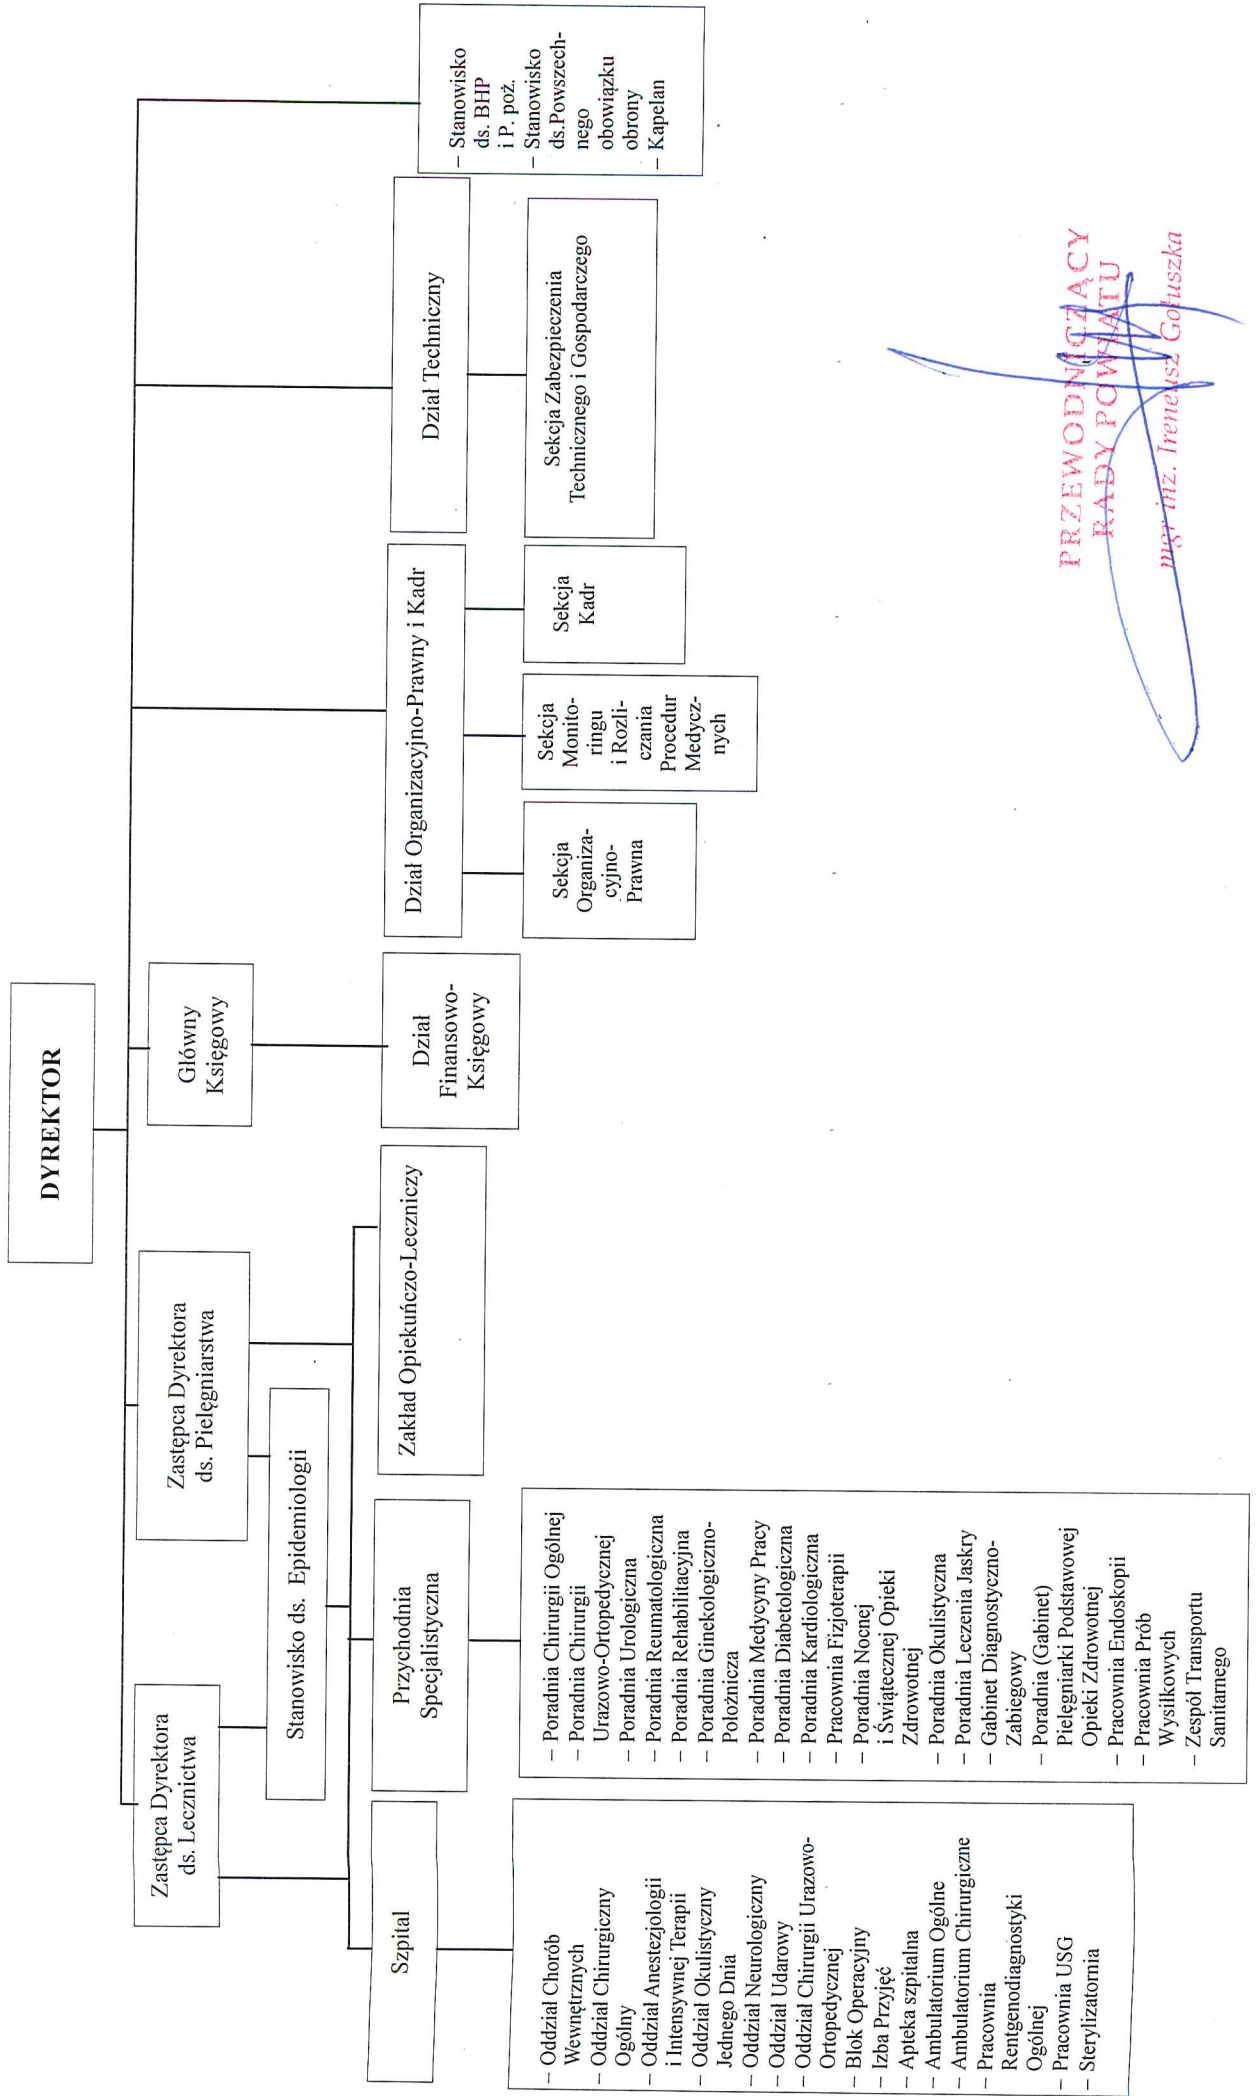 DYREKTOR
Zastępca Dyrektora
ds. Lecznictwa
Zastępca Dyrektora
ds. Pielęgniarstwa
Główny
Księgowy
Stanowisko ds. Epidemiologii
Szpital
Przychodnia
Specjalistyczna
Zakład Opiekuńczo-Leczniczy
Dział
Finansowo-
Księgowy
Dział Organizacyjno-Prawny i Kadr
Dział Techniczny
– Stanowisko
ds. BHP
i P. poż.
– Stanowisko
ds.Powszech-
nego
obowiązku
obrony
– Kapelan
– Oddział Chorób
Wewnętrznych
– Oddział Chirurgiczny
Ogólny
– Oddział Anestezjologii
i Intensywnej Terapii
– Oddział Okulistyczny
Jednego Dnia
– Oddział Neurologiczny
– Oddział Udarowy
– Oddział Chirurgii Urazowo-
Ortopedycznej
– Blok Operacyjny
– Izba Przyjęć
– Apteka szpitalna
– Ambulatorium Ogólne
– Ambulatorium Chirurgiczne
– Pracownia
Rentgenodiagnostyki
Ogólnej
– Pracownia USG
– Sterylizatornia
– Poradnia Chirurgii Ogólnej
– Poradnia Chirurgii
Urazowo-Ortopedycznej
– Poradnia Urologiczna
– Poradnia Reumatologiczna
– Poradnia Rehabilitacyjna
– Poradnia Ginekologiczno-
Położnicza
– Poradnia Medycyny Pracy
– Poradnia Diabetologiczna
– Poradnia Kardiologiczna
– Pracownia Fizjoterapii
– Poradnia Nocnej
i Świątecznej Opieki
Zdrowotnej
– Poradnia Okulistyczna
– Poradnia Leczenia Jaskry
– Gabinet Diagnostyczno-
Zabiegowy
– Poradnia (Gabinet)
Pielęgniarki Podstawowej
Opieki Zdrowotnej
– Pracownia Endoskopii
– Pracownia Prób
Wysiłkowych
– Zespół Transportu
Sanitarnego
Sekcja
Organiza-
cyjno-
Prawna
Sekcja
Monito-
ringu
i Rozli-
czania
Procedur
Medycz-
nych
Sekcja
Kadr
Sekcja Zabezpieczenia
Technicznego i Gospodarczego
PRZEWODNICZĄCY
RADY POWIATU
mgr inż. Ireneusz Gołuszka